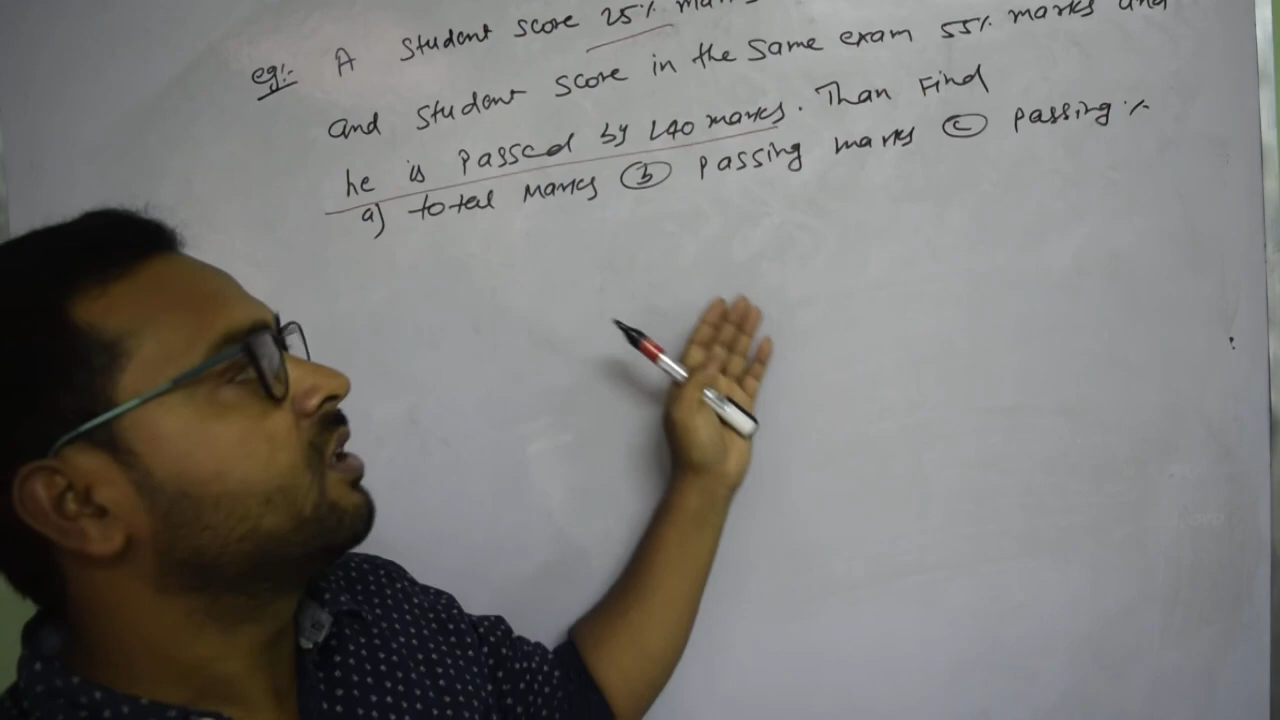 eg:- A student score 25%
and student score in the same exam 55% marks and
he is passed by 140 marks. Than Find
a) total marks (b) passing marks (c) passing %